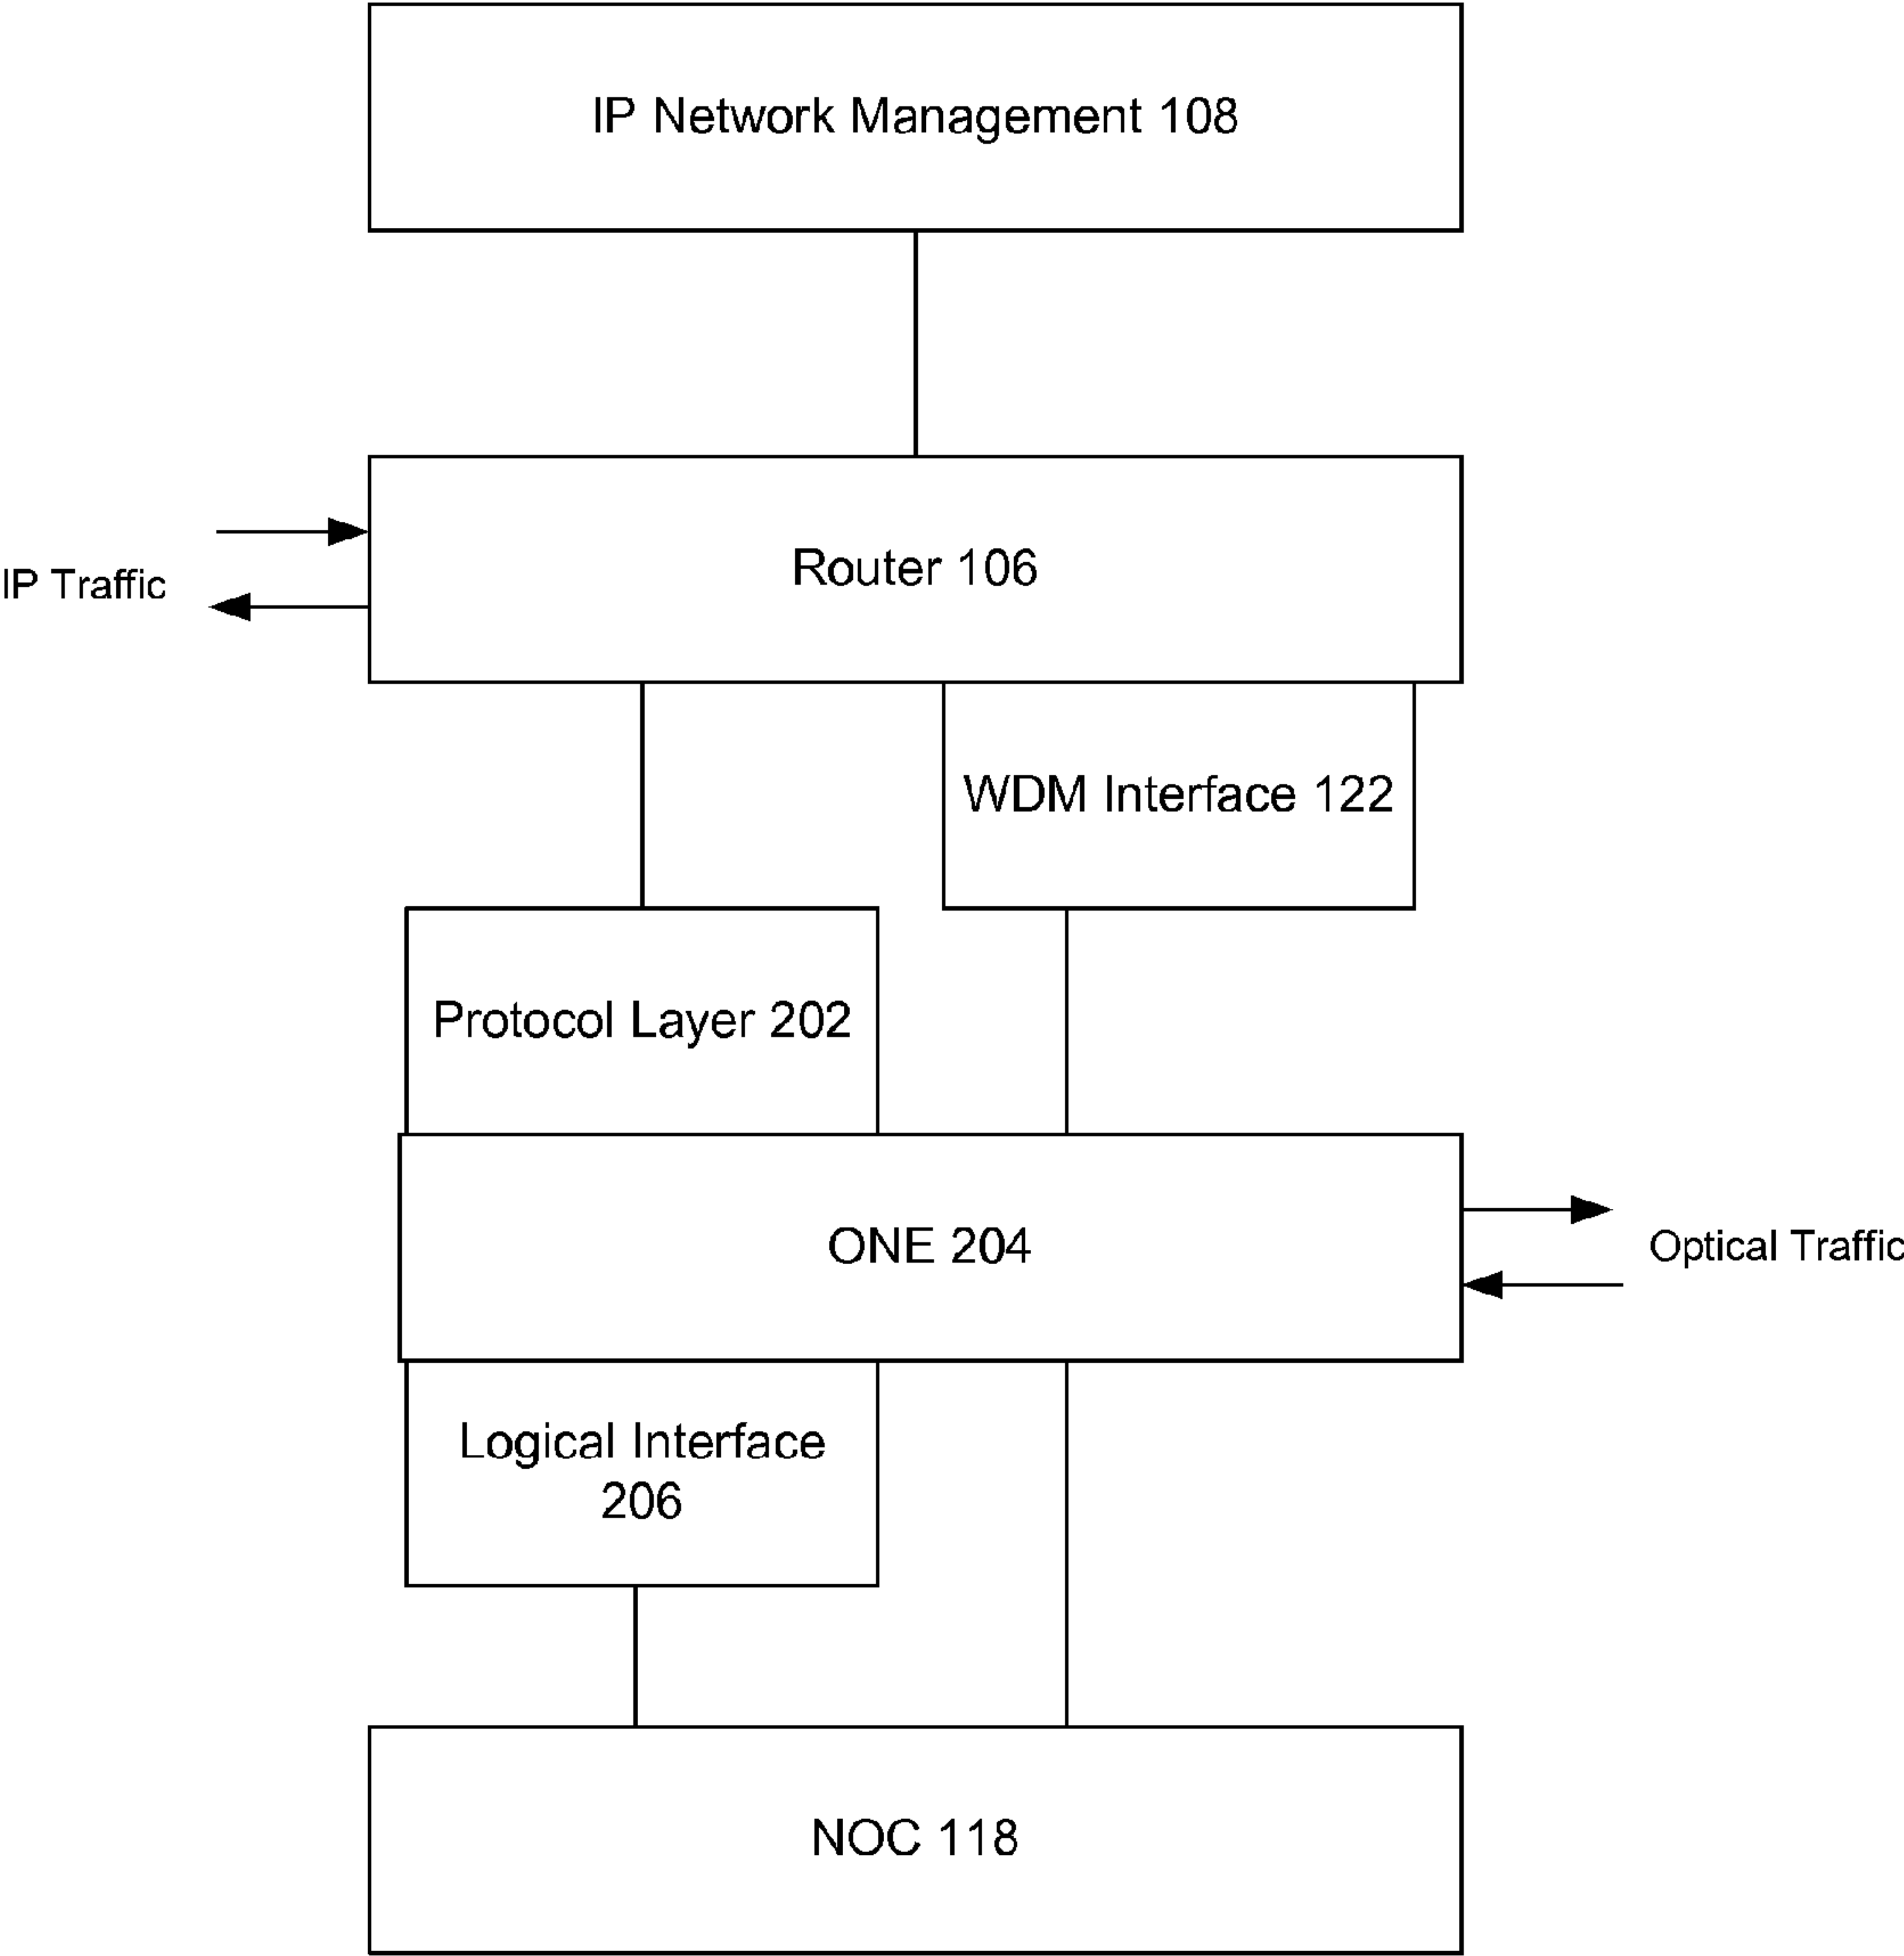 IP Network Management 108
Router 106
IP Traffic
WDM Interface 122
Protocol Layer 202
ONE 204
Optical Traffic
Logical Interface
206
NOC 118